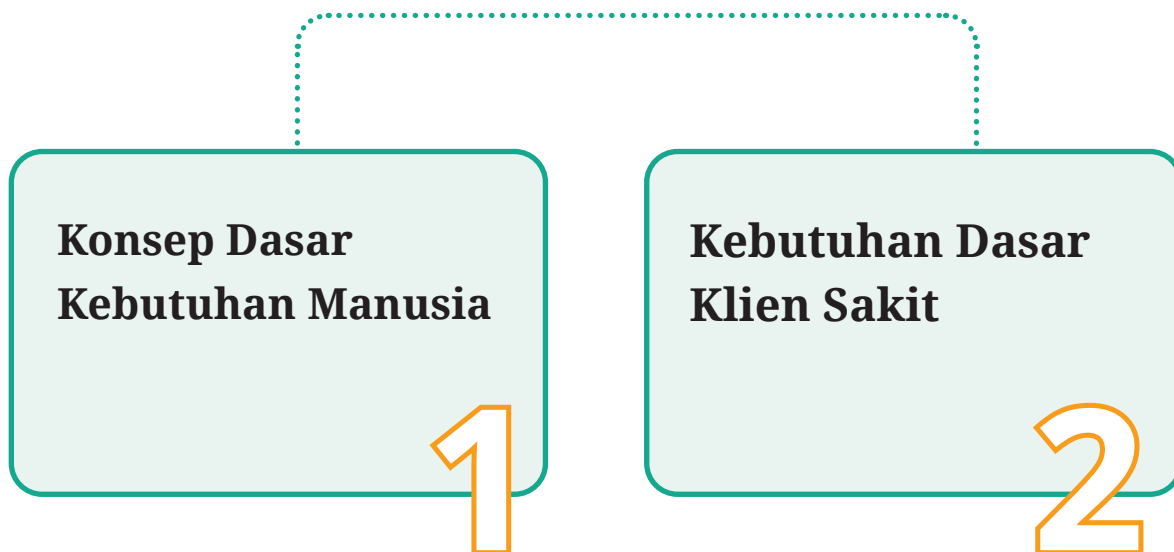 Konsep Dasar
Kebutuhan Manusia
1
Kebutuhan Dasar
Klien Sakit
2